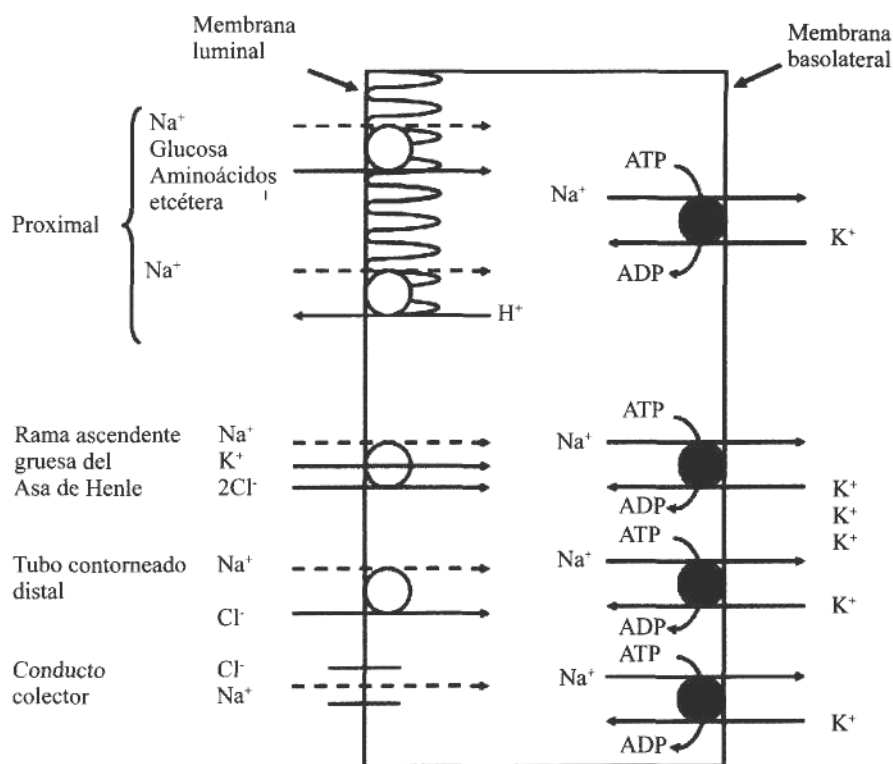 Membrana
luminal
Membrana
basolateral
Proximal
Na⁺
Glucosa
Aminoácidos
etcétera
Na⁺
H⁺
ATP
Na⁺
K⁺
ADP
Rama ascendente
gruesa del
Asa de Henle
Na⁺
K⁺
2Cl⁻
ATP
Na⁺
ADP
K⁺
K⁺
K⁺
Tubo contorneado
distal
Na⁺
Cl⁻
ATP
Na⁺
ADP
K⁺
Conducto
colector
Cl⁻
Na⁺
ATP
Na⁺
ADP
K⁺